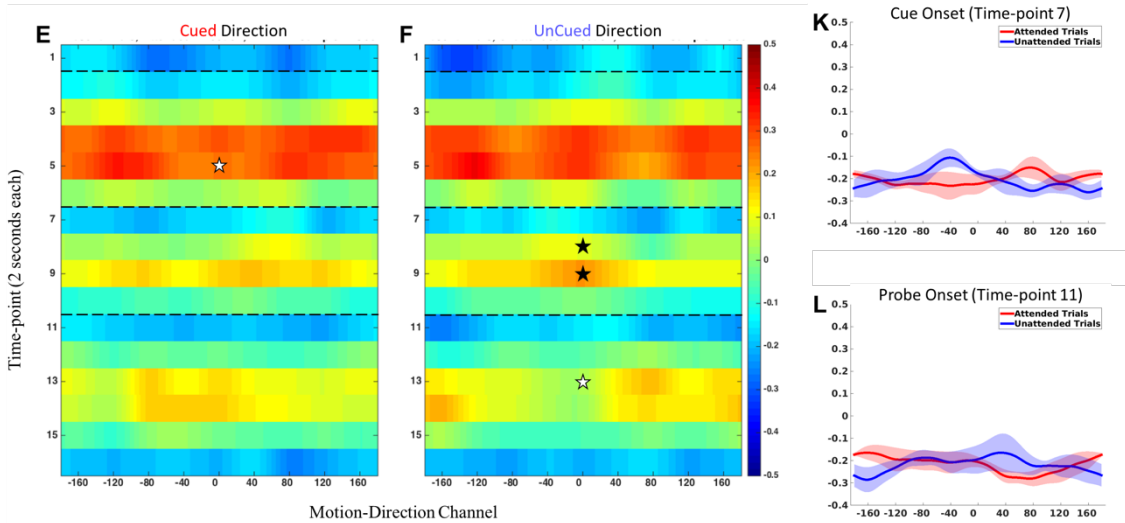 E
Cued Direction
F
UnCued Direction
Time-point (2 seconds each)
1
3
5
7
9
11
13
15
-160 -120 -80 -40 0 40 80 120 160
-160 -120 -80 -40 0 40 80 120 160
0.5
0.4
0.3
0.2
0.1
0
-0.1
-0.2
-0.3
-0.4
-0.5
Motion-Direction Channel
K
Cue Onset (Time-point 7)
Attended Trials
Unattended Trials
0.5
0.4
0.3
0.2
0.1
0
-0.1
-0.2
-0.3
-0.4
-160 -120 -80 -40 0 40 80 120 160
L
Probe Onset (Time-point 11)
Attended Trials
Unattended Trials
0.5
0.4
0.3
0.2
0.1
0
-0.1
-0.2
-0.3
-0.4
-160 -120 -80 -40 0 40 80 120 160